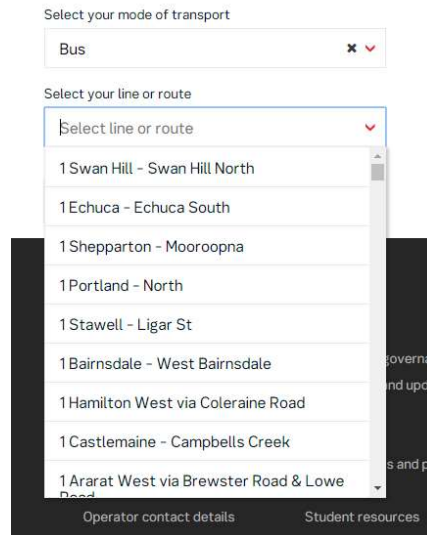 Select your mode of transport
Bus
Select your line or route
Select line or route
1 Swan Hill - Swan Hill North
1 Echuca - Echuca South
1 Shepparton - Mooroopna
1 Portland - North
1 Stawell - Ligar St
1 Bairnsdale - West Bairnsdale
1 Hamilton West via Coleraine Road
1 Castlemaine - Campbells Creek
1 Ararat West via Brewster Road & Lowe
Road
and
s and
Operator contact details
Student resources